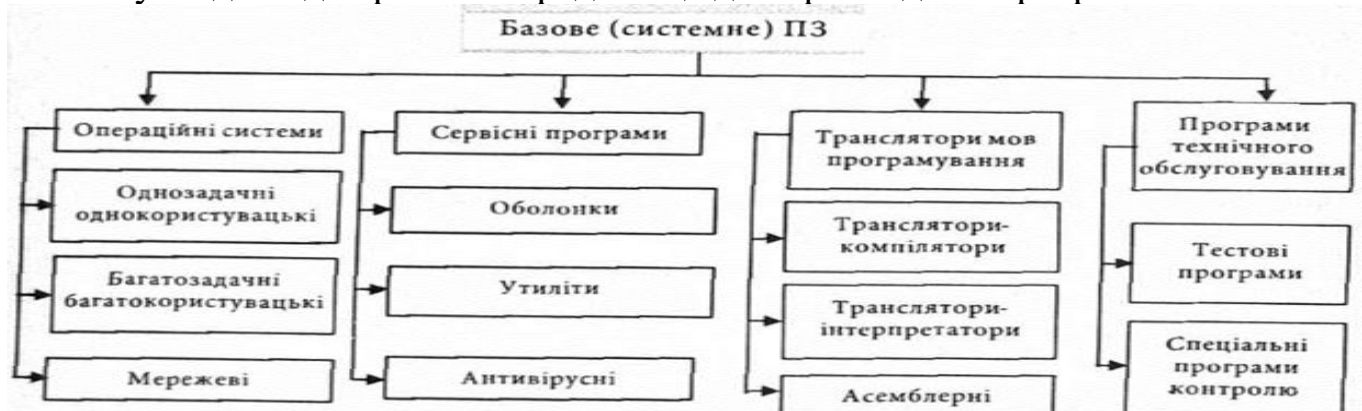 Базове (системне) ПЗ
Операційні системи
Однозадачні
однокористувацькі
Багатозадачні
багатокористувацькі
Мережеві
Сервісні програми
Оболонки
Утиліти
Антивірусні
Транслятори мов
програмування
Транслятори-
компілятори
Транслятори-
інтерпретатори
Асемблерні
Програми
технічного
обслуговування
Тестові
програми
Спеціальні
програми
контролю